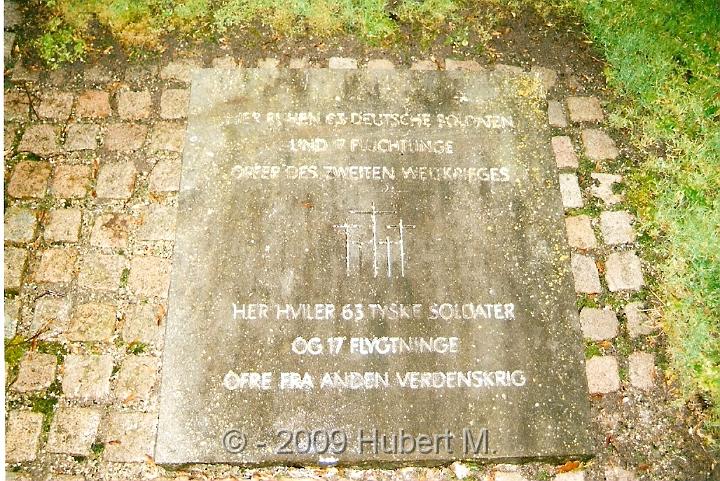 HIER RUHEN 63 DEUTSCHE SOLDATEN
UND 17 FLÜCHTLINGE
OPFER DES ZWEITEN WELTKRIEGES
HER HVILER 63 TYSKE SOLDATER
OG 17 FLYGTNINGE
OFRE FRA ANDEN VERDENSKRIG
© - 2009 Hubert M.